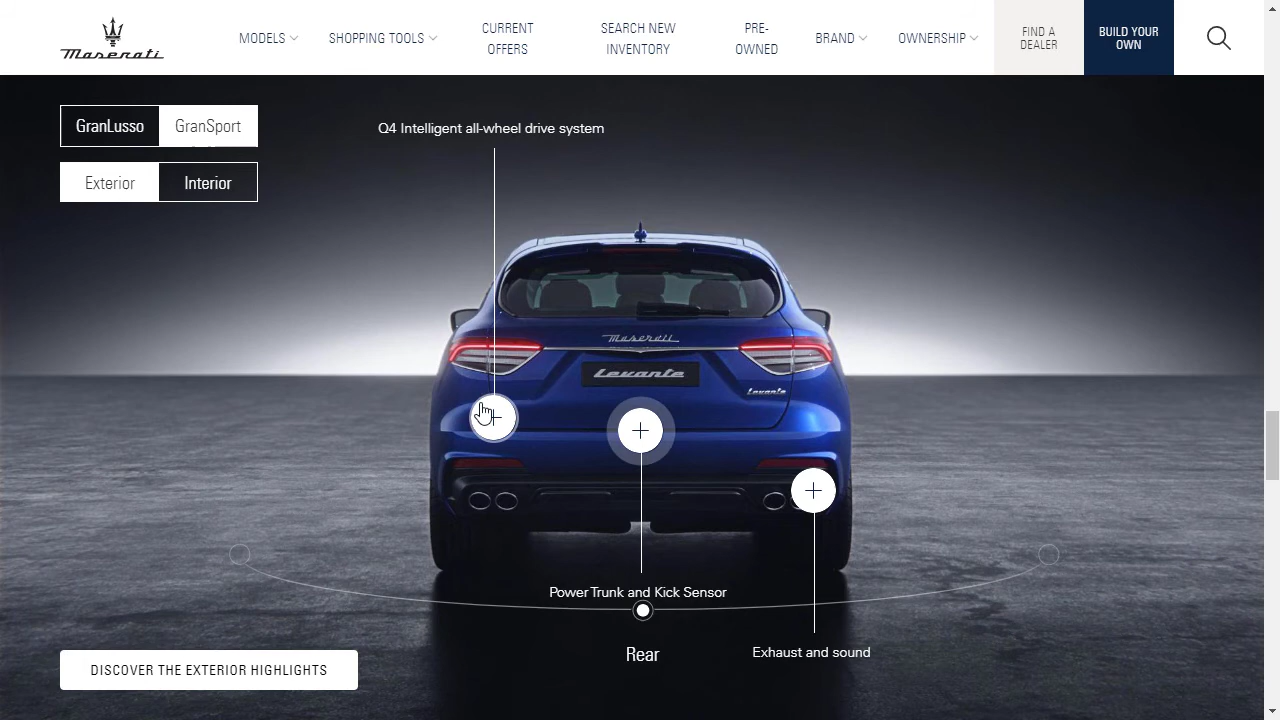 Maserati
MODELS
SHOPPING TOOLS
CURRENT
OFFERS
SEARCH NEW
INVENTORY
PRE-
OWNED
BRAND
OWNERSHIP
FIND A
DEALER
BUILD YOUR
OWN
GranLusso
GranSport
Exterior
Interior
Q4 Intelligent all-wheel drive system
Maserati
Levante
Levante
Power Trunk and Kick Sensor
Rear
Exhaust and sound
DISCOVER THE EXTERIOR HIGHLIGHTS